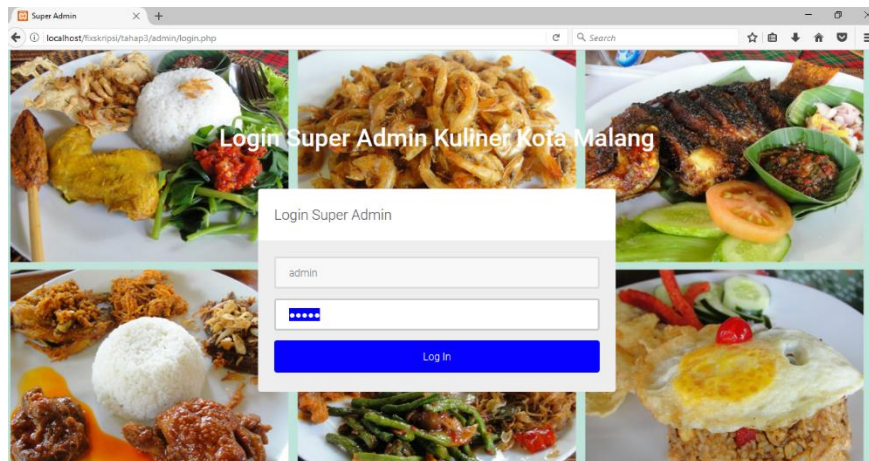 Super Admin
localhost/fixskripsi/tahap3/admin/login.php
Search
Login Super Admin Kuliner Kota Malang
Login Super Admin
admin
•••••
Log In